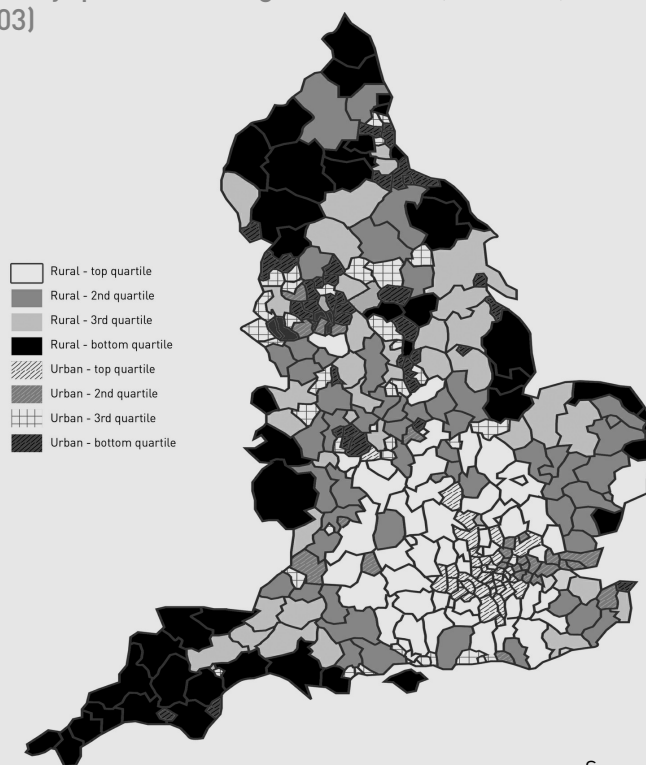 03)
Rural - top quartile
Rural - 2nd quartile
Rural - 3rd quartile
Rural - bottom quartile
Urban - top quartile
Urban - 2nd quartile
Urban - 3rd quartile
Urban - bottom quartile